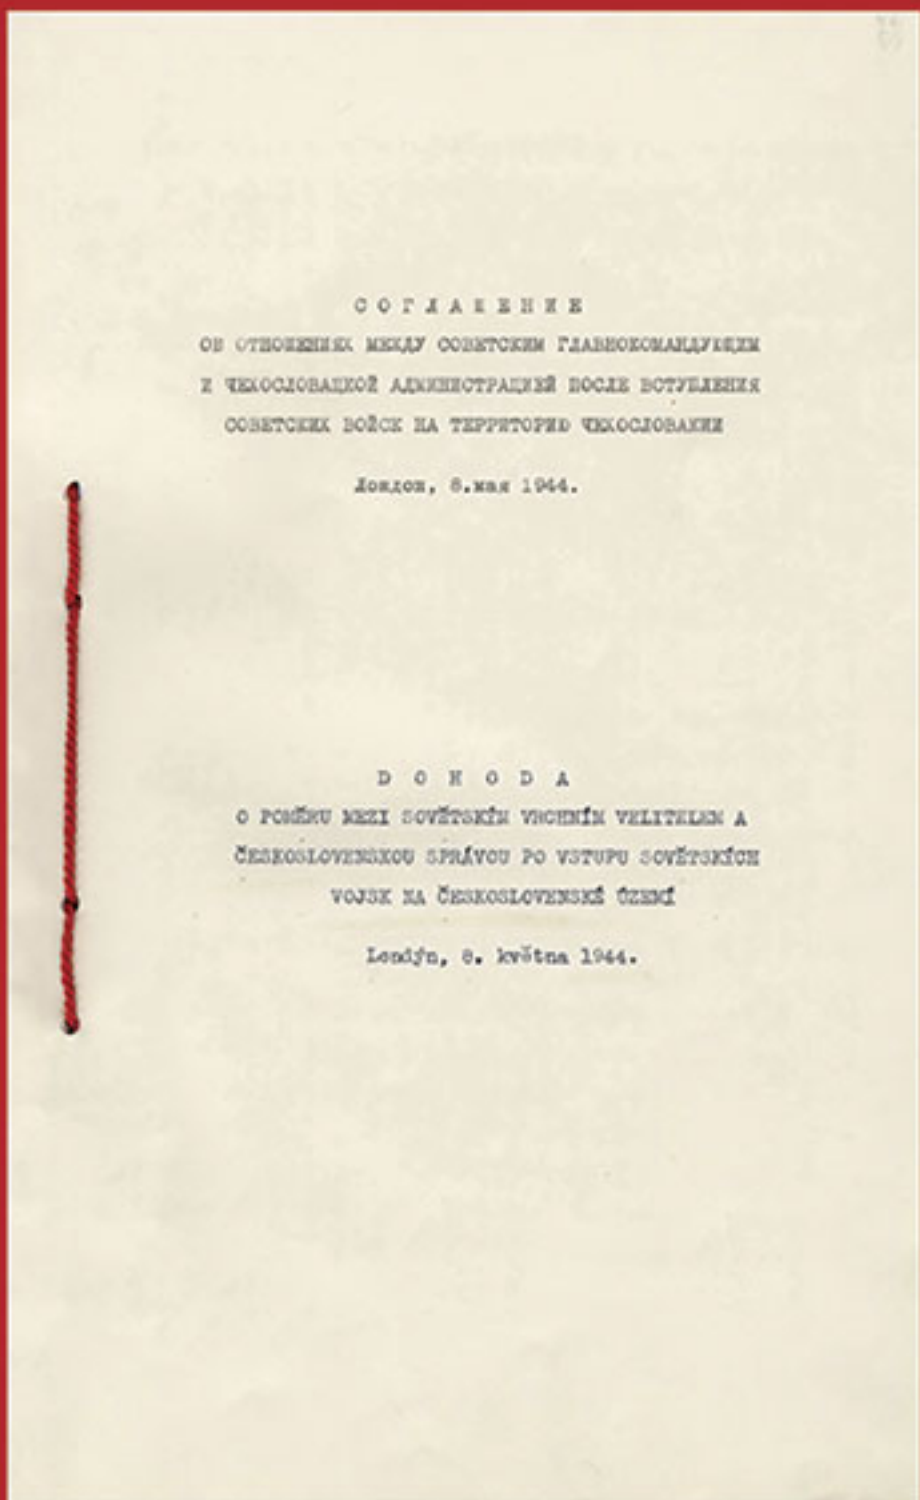 СОГЛАШЕНИЕ
ОБ ОТНОШЕНИЯХ МЕЖДУ СОВЕТСКИМ ГЛАВНОКОМАНДУЮЩИМ
И ЧЕХОСЛОВАЦКОЙ АДМИНИСТРАЦИЕЙ ПОСЛЕ ВСТУПЛЕНИЯ
СОВЕТСКИХ ВОЙСК НА ТЕРРИТОРИЮ ЧЕХОСЛОВАКИИ
Лондон, 8.мая 1944.
DOHODA
O POMĚRU MEZI SOVĚTSKÝM VRCHNÍM VELITELEM A
ČESKOSLOVENSKOU SPRÁVOU PO VSTUPU SOVĚTSKÝCH
VOJSK NA ČESKOSLOVENSKÉ ÚZEMÍ
Londýn, 8. května 1944.